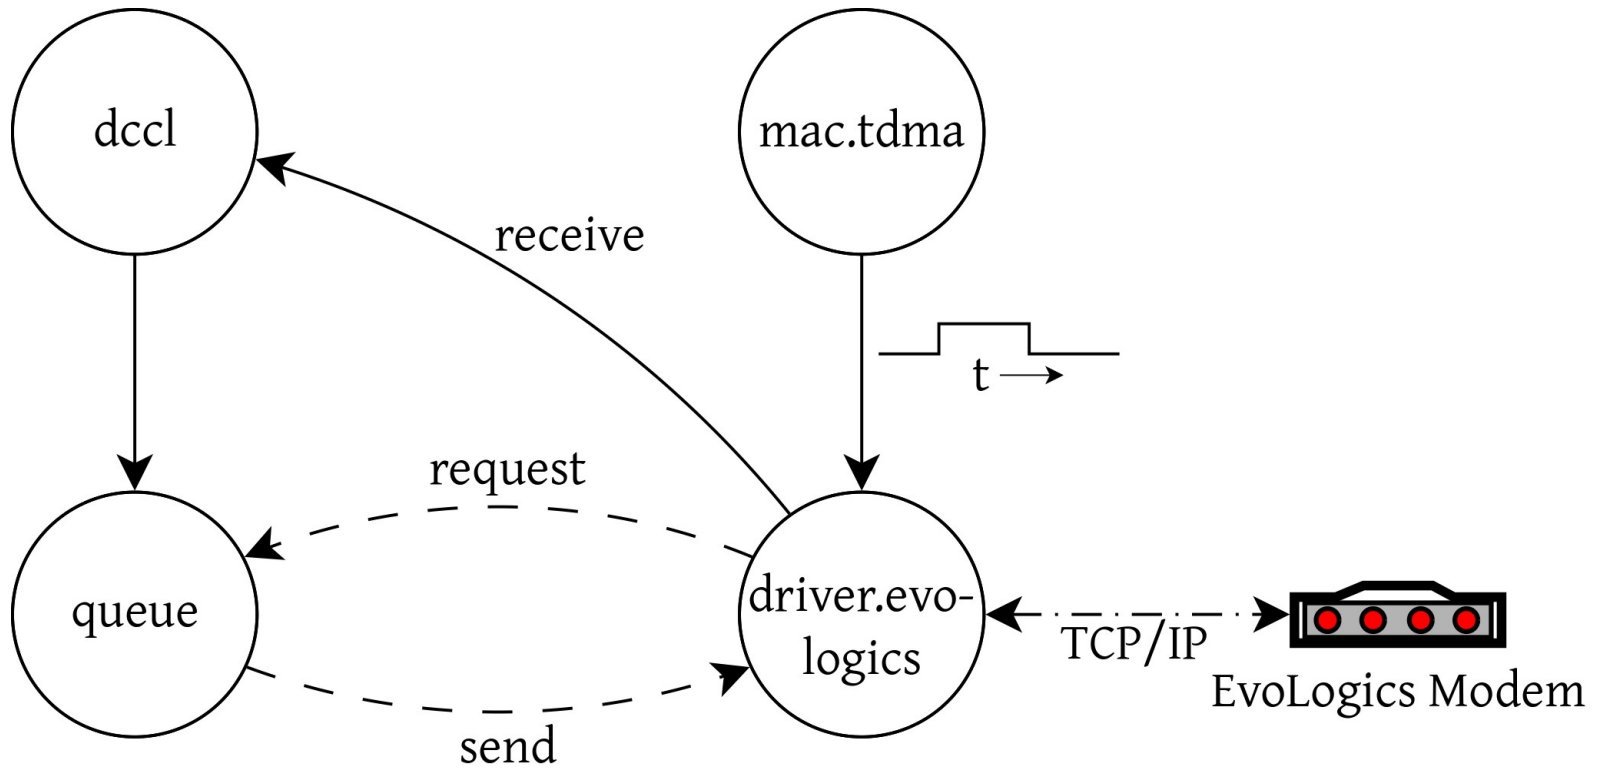 dccl
mac.tdma
receive
t
request
queue
driver.evo-
logics
TCP/IP
EvoLogics Modem
send